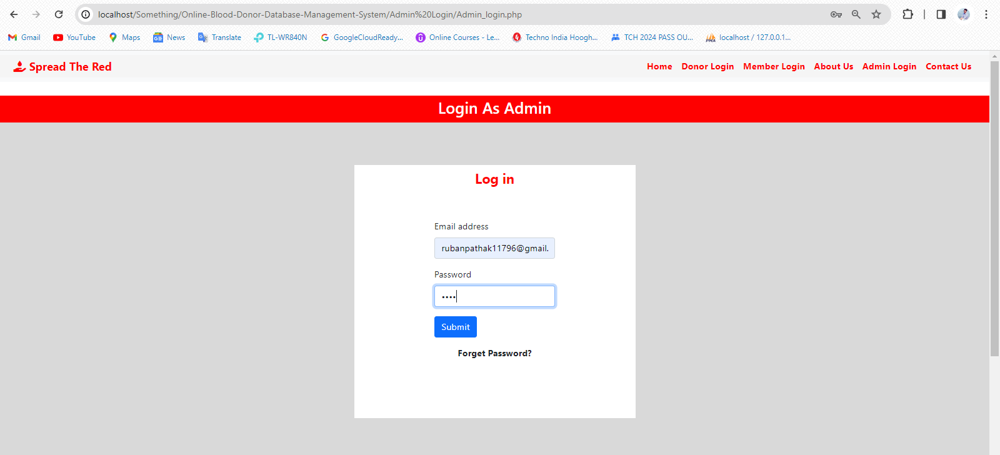 localhost/Something/Online-Blood-Donor-Database-Management-System/Admin%20Login/Admin_login.php
Gmail YouTube Maps News Translate TL-WR840N GoogleCloudReady... Online Courses - Le... Techno India Hoogh... TCH 2024 PASS OU... localhost / 127.0.0.1...
Spread The Red Home Donor Login Member Login About Us Admin Login Contact Us
Login As Admin
Log in
Email address
rubanpathak11796@gmail.
Password
••••
Submit
Forget Password?